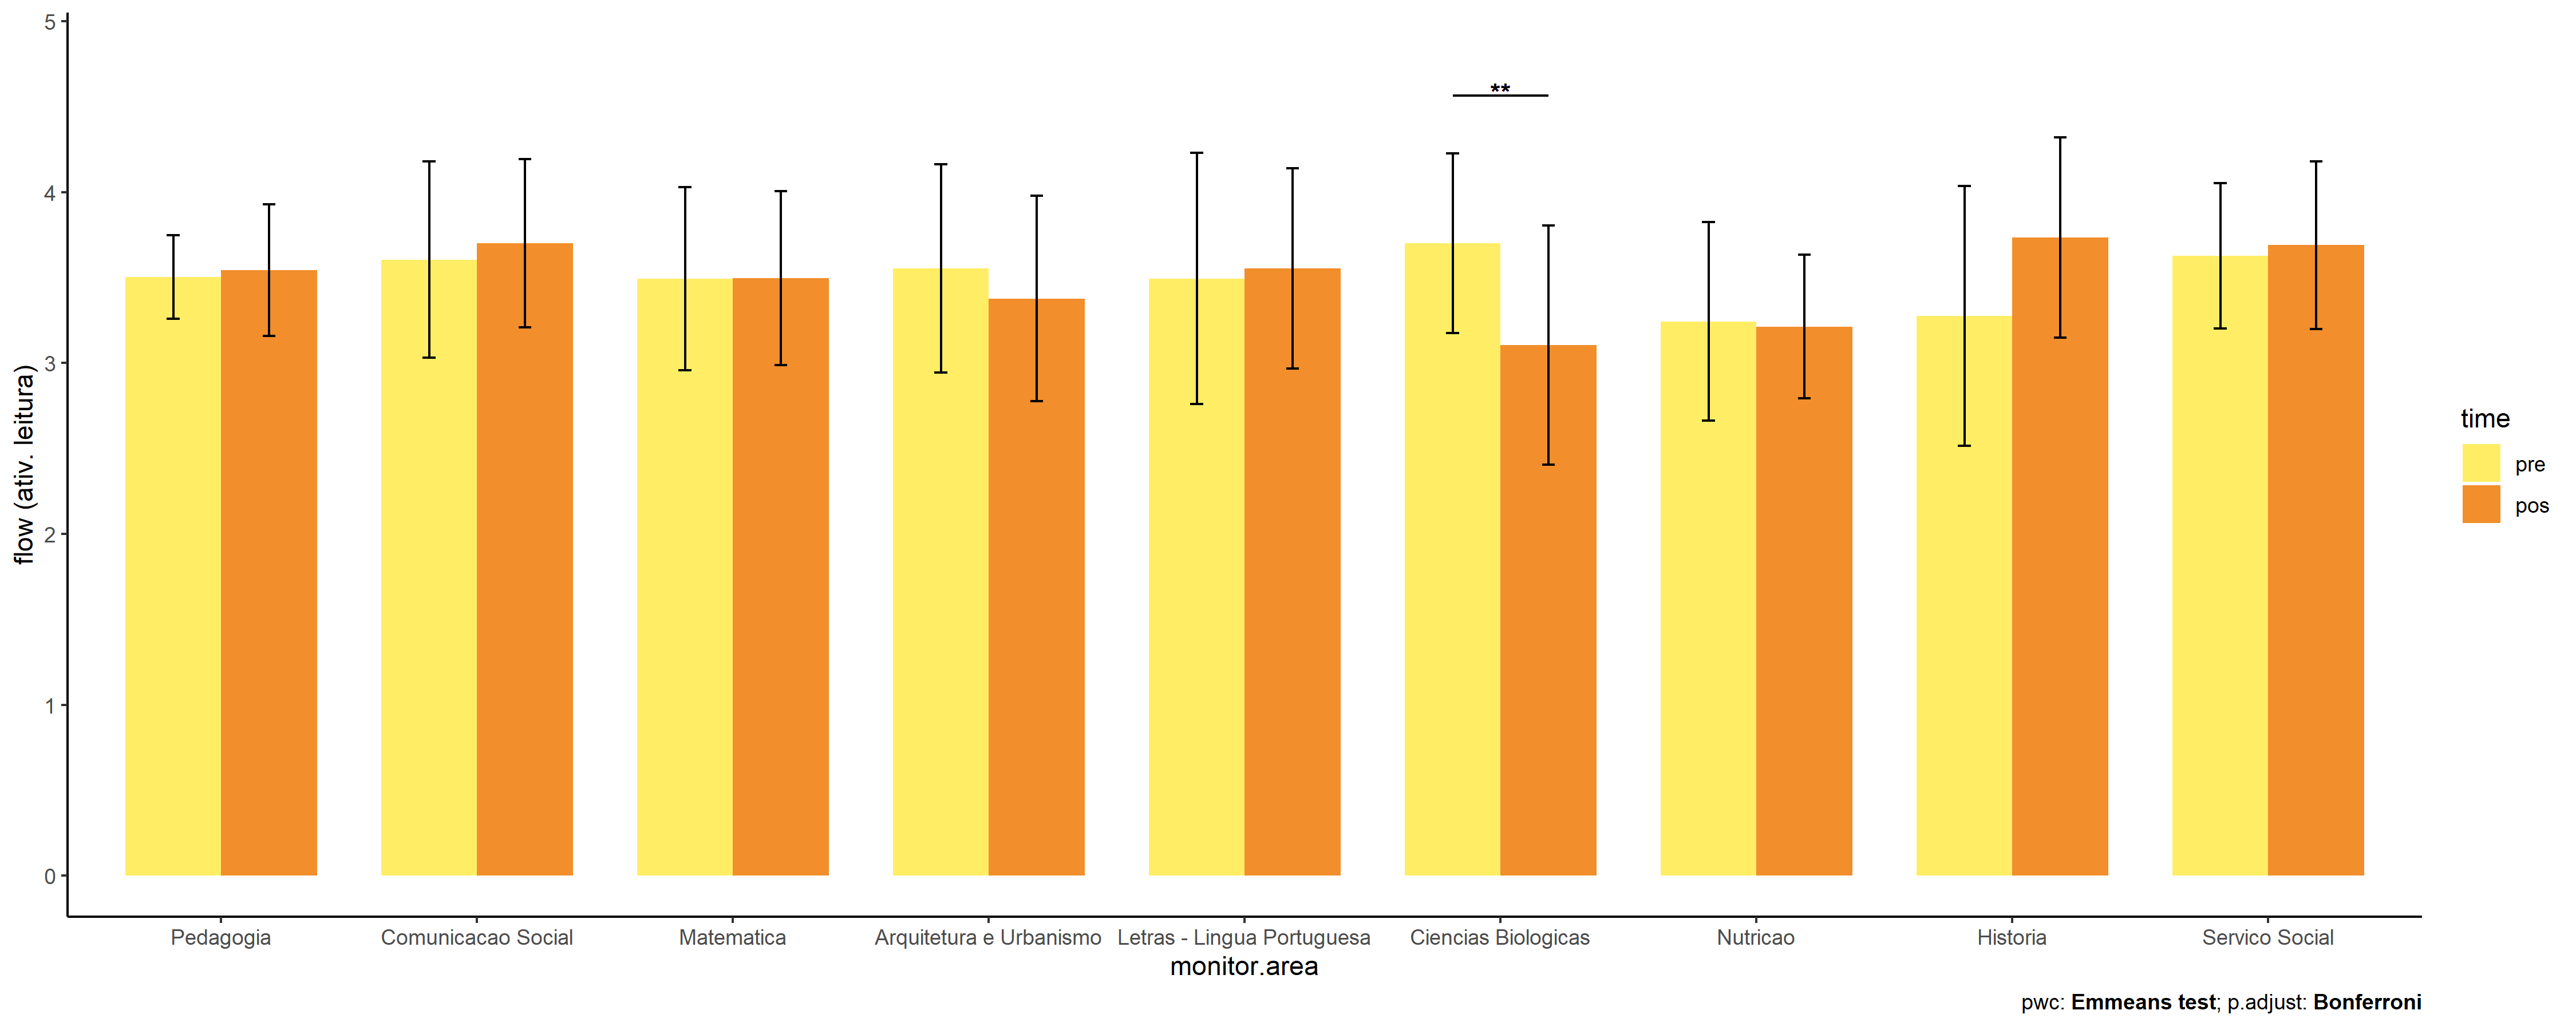 5
4
3
2
1
0
flow (ativ. leitura)
**
Pedagogia
Comunicacao Social
Matematica
Arquitetura e Urbanismo
Letras - Lingua Portuguesa
Ciencias Biologicas
Nutricao
Historia
Servico Social
monitor.area
time
pre
pos
pwc: Emmeans test; p.adjust: Bonferroni